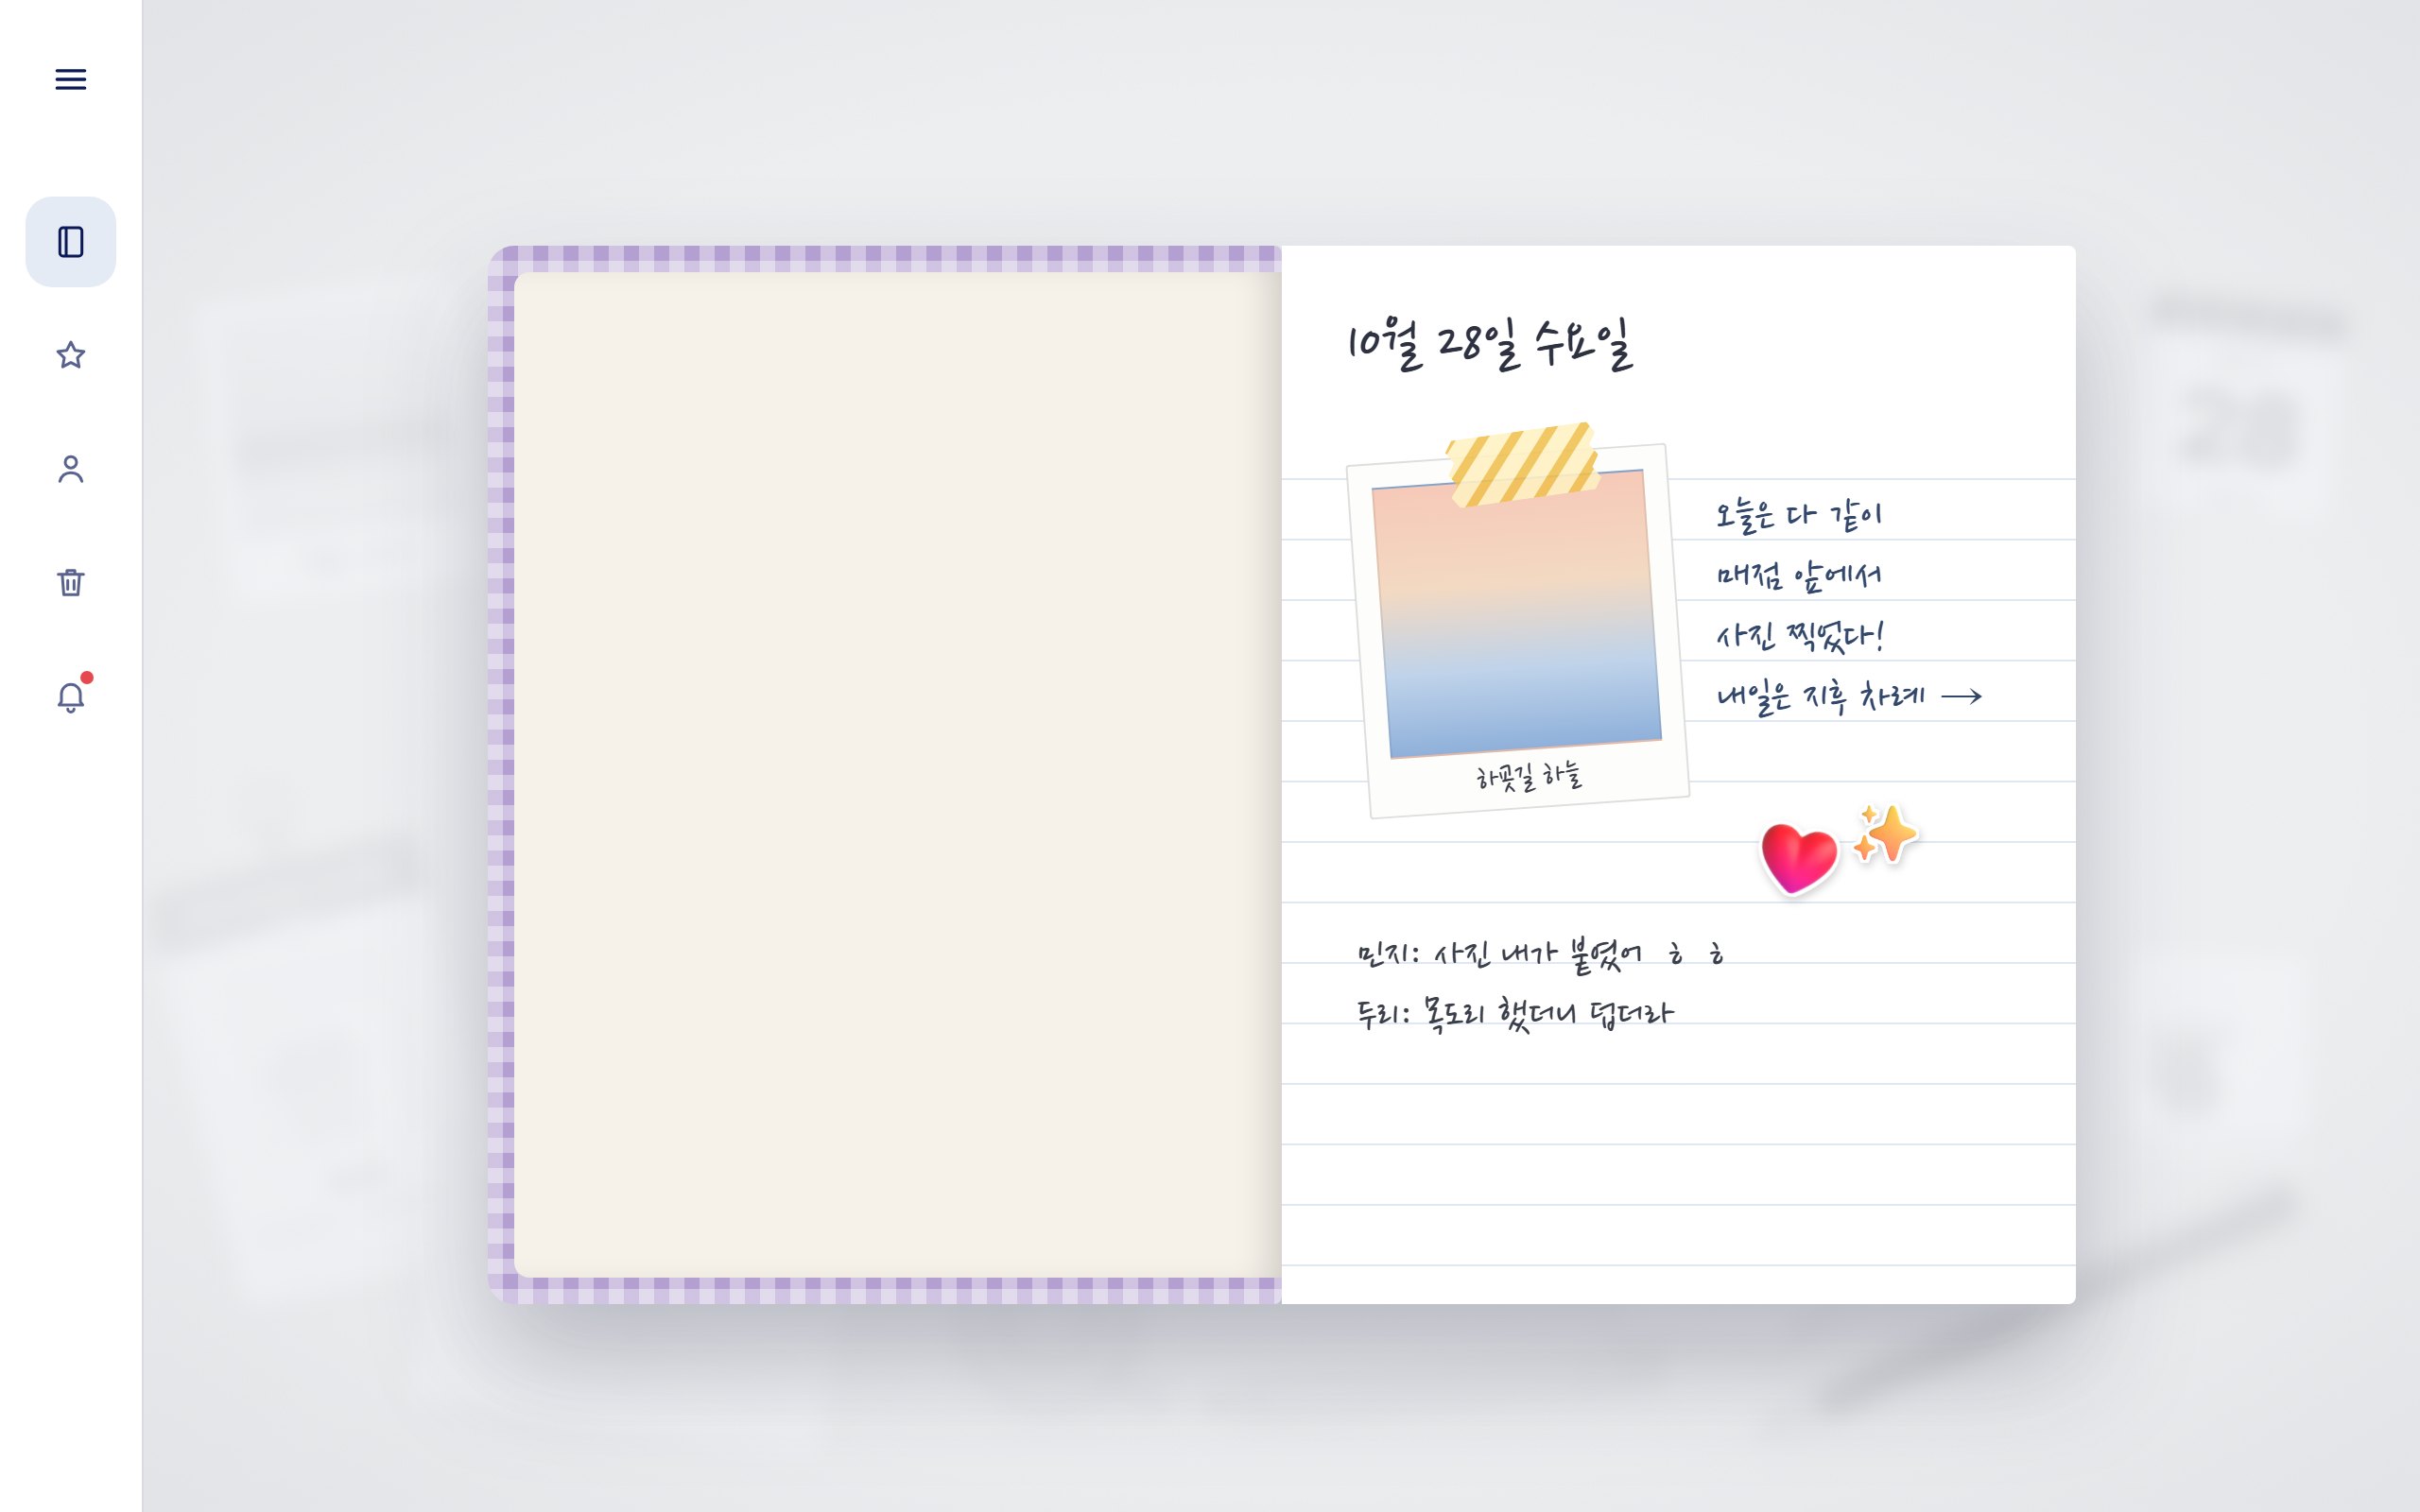 10월 28일 수요일
오늘은 다 같이
매점 앞에서
사진 찍었다!
내일은 지후 차례 →
하굣길 하늘
민지: 사진 내가 붙였어 ㅎㅎ
두리: 목도리 했더니 덥더라
28